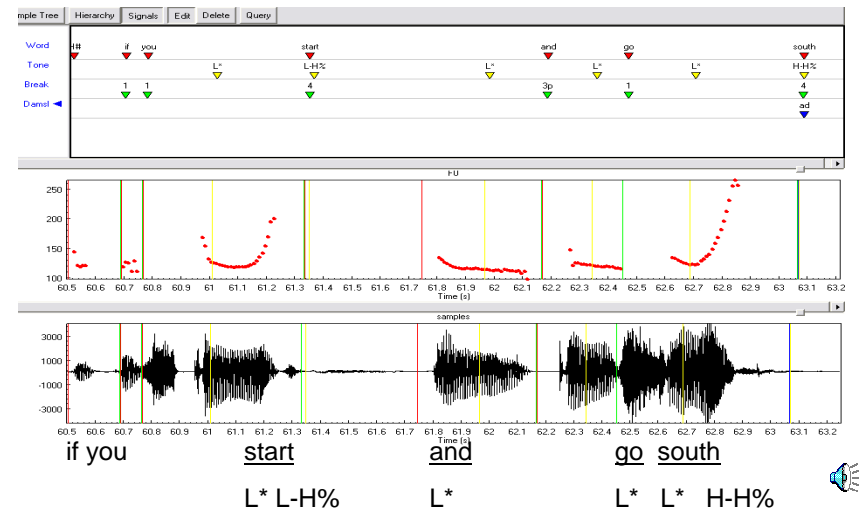 mple Tree Hierarchy Signals Edit Delete Query
Word H# if you start and go south
Tone L* L-H% L* L* L* H-H%
Break 1 1 4 3p 1 4
Damsl ad
F0
250
200
150
100
60.5 60.6 60.7 60.8 60.9 61 61.1 61.2 61.3 61.4 61.5 61.6 61.7 61.8 61.9 62 62.1 62.2 62.3 62.4 62.5 62.6 62.7 62.8 62.9 63 63.1 63.2
Time (s)
samples
3000
1000
-1000
-3000
60.5 60.6 60.7 60.8 60.9 61 61.1 61.2 61.3 61.4 61.5 61.6 61.7 61.8 61.9 62 62.1 62.2 62.3 62.4 62.5 62.6 62.7 62.8 62.9 63 63.1 63.2
Time (s)
if you start and go south
L* L-H% L* L* L* H-H%